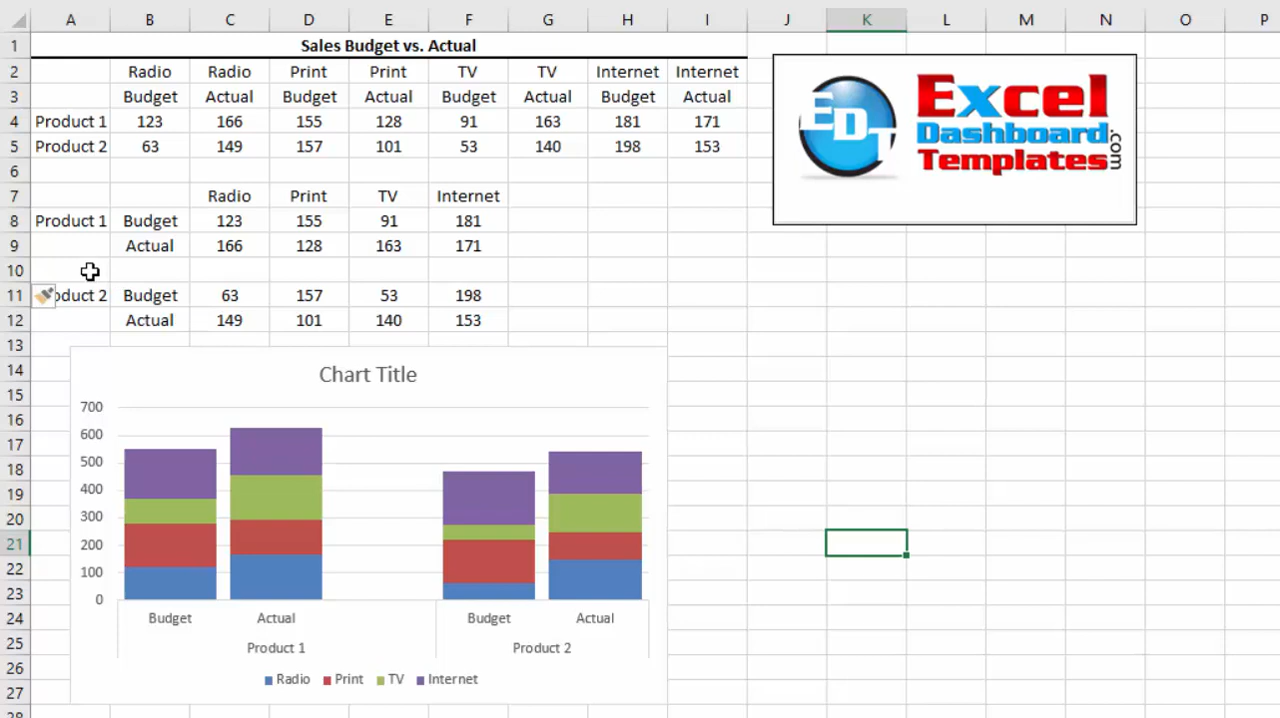 A B C D E F G H I J K L M N O P
1 Sales Budget vs. Actual
2 Radio Radio Print Print TV TV Internet Internet
3 Budget Actual Budget Actual Budget Actual Budget Actual
4 Product 1 123 166 155 128 91 163 181 171
5 Product 2 63 149 157 101 53 140 198 153
6
7 Radio Print TV Internet
8 Product 1 Budget 123 155 91 181
9 Actual 166 128 163 171
10
11 oduct 2 Budget 63 157 53 198
12 Actual 149 101 140 153
13
14
15
16
17
18
19
20
21
22
23
24
25
26
27
28
EDT
Excel
Dashboard
Templates
.com
Chart Title
700
600
500
400
300
200
100
0
Budget Actual Budget Actual
Product 1 Product 2
Radio Print TV Internet